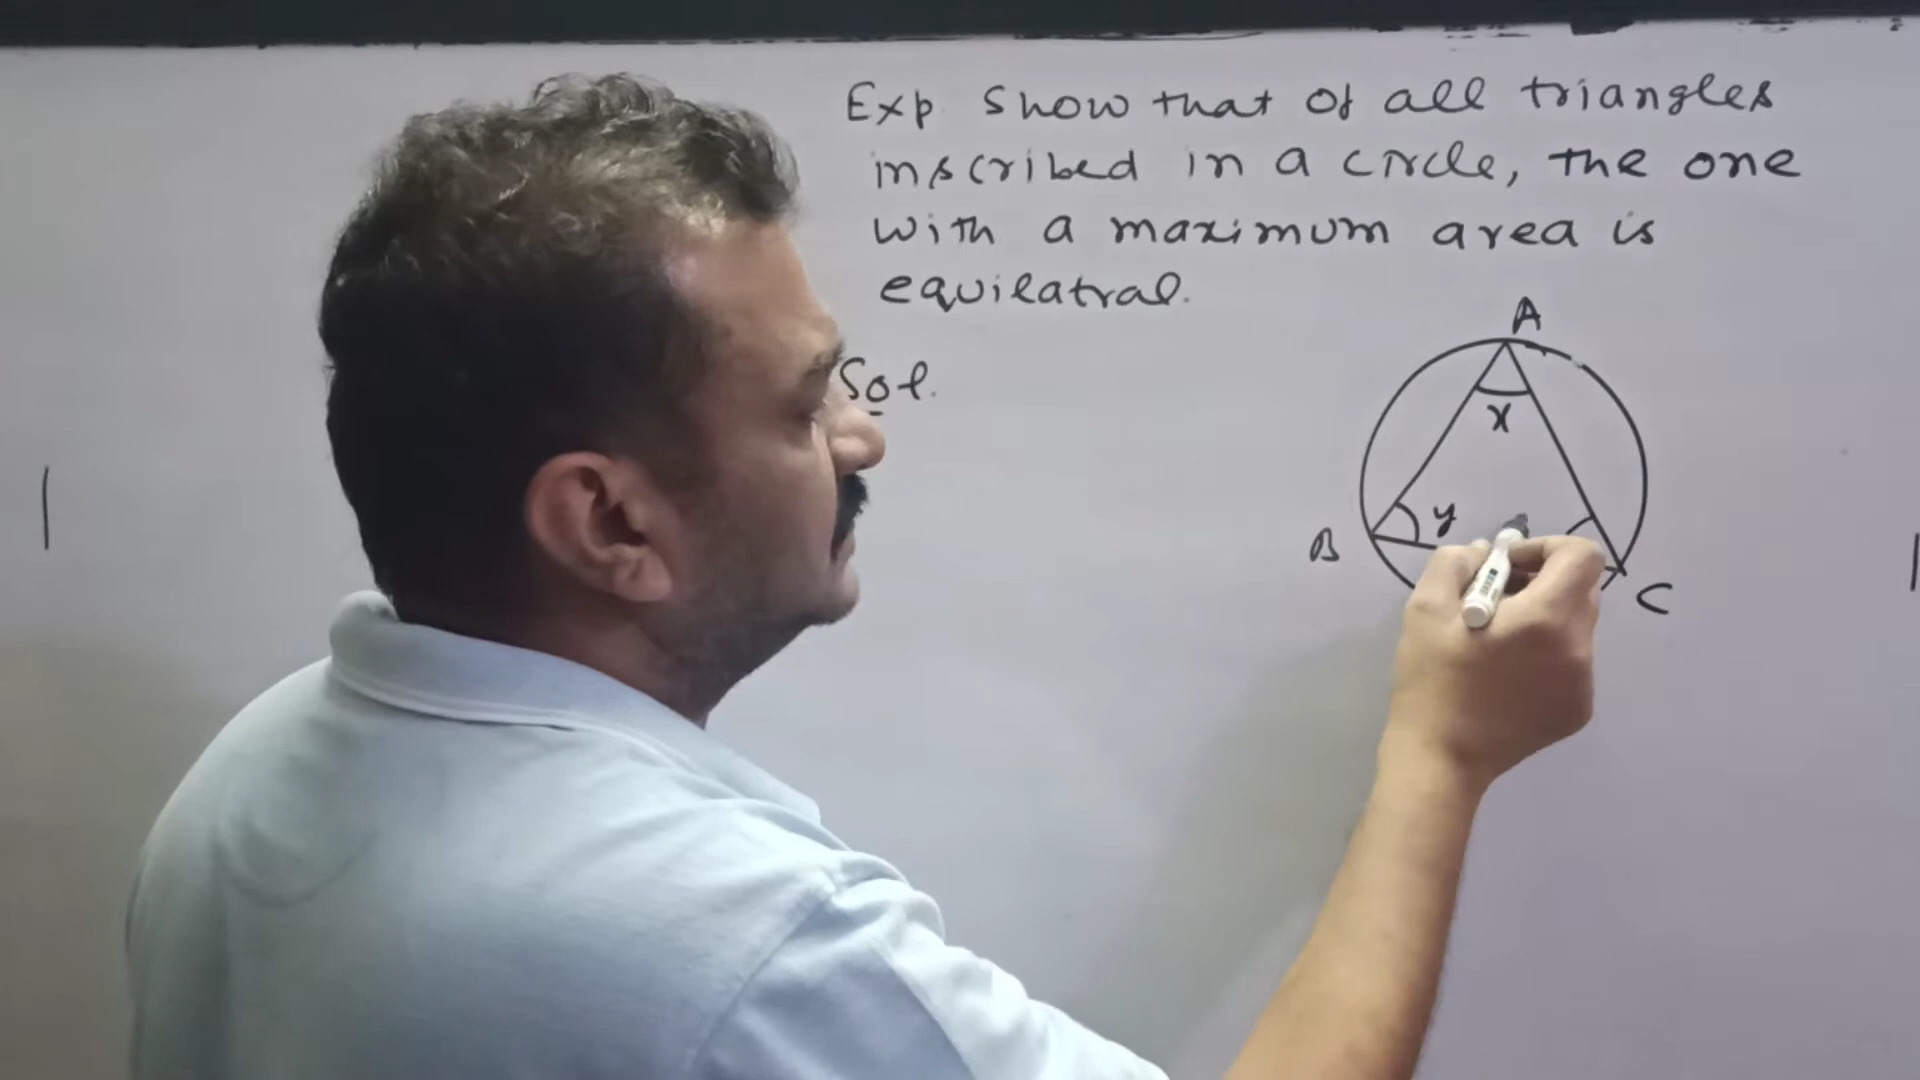 Exp. Show that of all triangles
inscribed in a circle, the one
with a maximum area is
equilatral.
Sol.
A
x
y
B
C